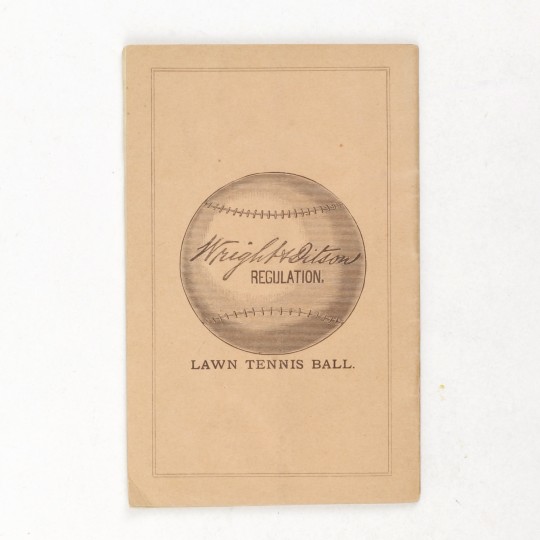 Wright & Ditson
REGULATION.
LAWN TENNIS BALL.